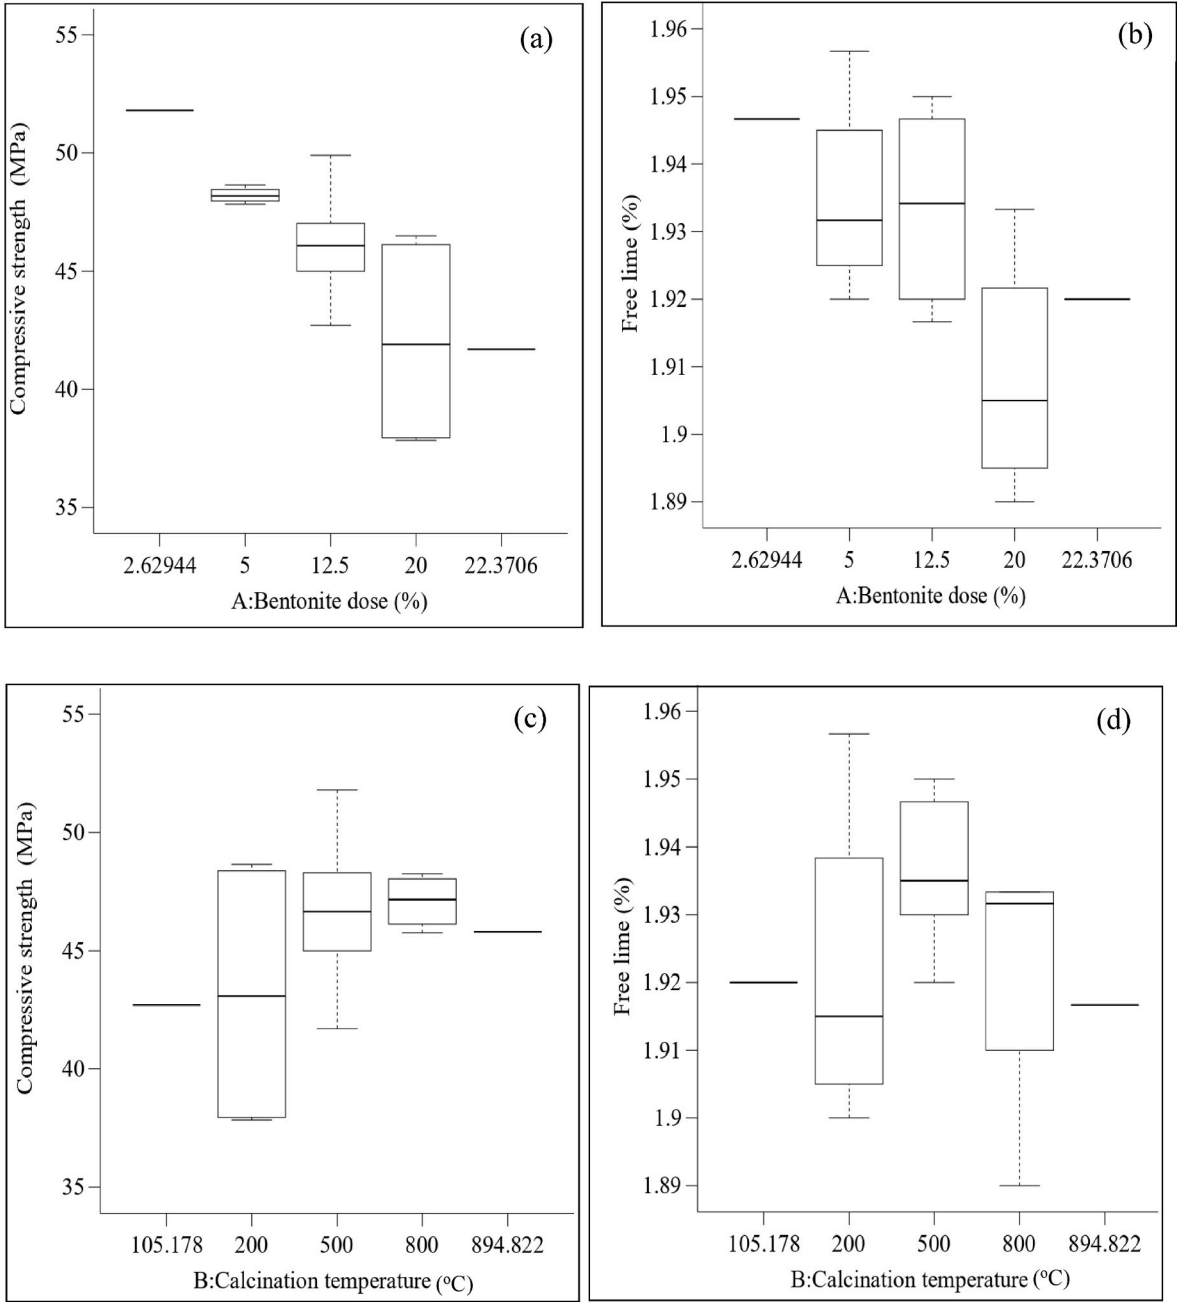 (a)
Compressive strength (MPa)
55
50
45
40
35
2.62944 5 12.5 20 22.3706
A:Bentonite dose (%)
(b)
Free lime (%)
1.96
1.95
1.94
1.93
1.92
1.91
1.9
1.89
2.62944 5 12.5 20 22.3706
A:Bentonite dose (%)
(c)
Compressive strength (MPa)
55
50
45
40
35
105.178 200 500 800 894.822
B:Calcination temperature (ºC)
(d)
Free lime (%)
1.96
1.95
1.94
1.93
1.92
1.91
1.9
1.89
105.178 200 500 800 894.822
B:Calcination temperature (ºC)